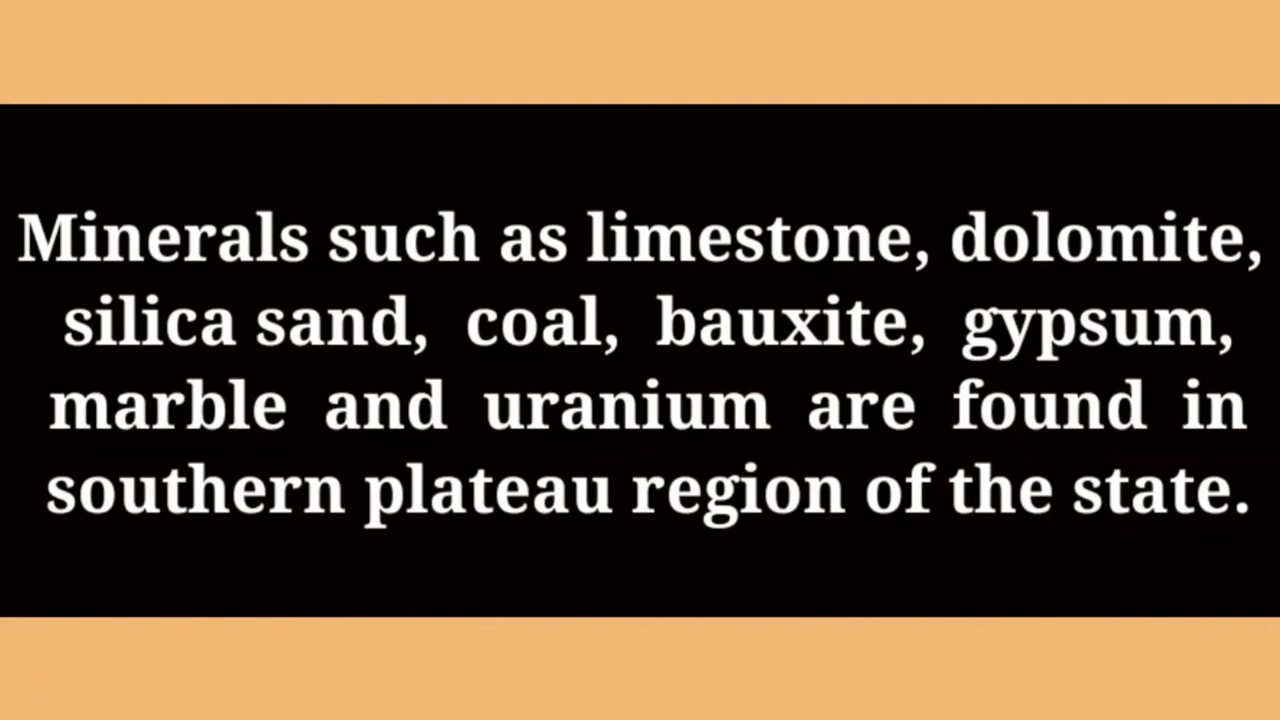 Minerals such as limestone, dolomite,
silica sand, coal, bauxite, gypsum,
marble and uranium are found in
southern plateau region of the state.